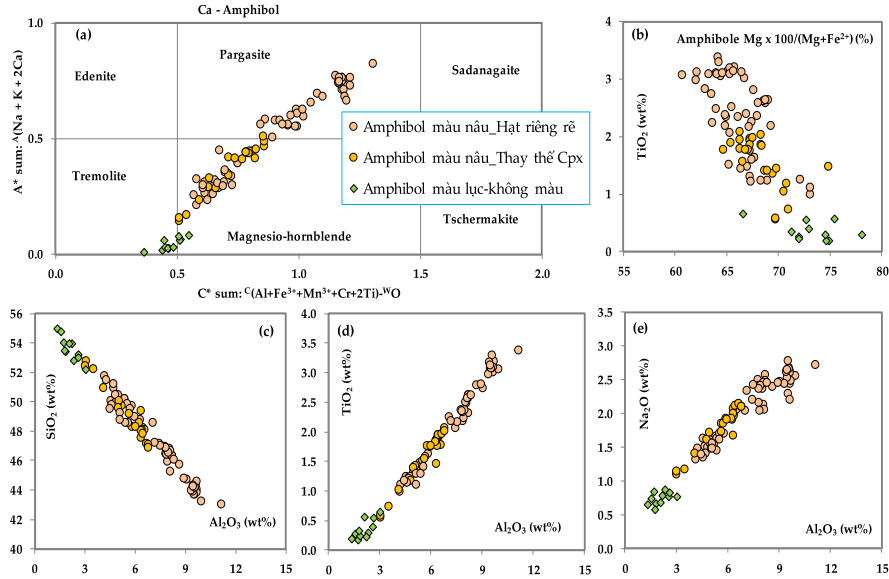 Ca - Amphibol
(a)
Pargasite
Edenite
Sadanagaite
Tremolite
Magnesio-hornblende
Tschermakite
A* sum: ᴬ(Na + K + 2Ca)
1.0
0.5
0.0
0.0
0.5
1.0
1.5
2.0
C* sum: ᶜ(Al+Fe³⁺+Mn³⁺+Cr+2Ti)-ᵂO
Amphibol màu nâu_Hạt riêng rẽ
Amphibol màu nâu_Thay thế Cpx
Amphibol màu lục-không màu
(b)
Amphibole Mg x 100/(Mg+Fe²⁺) (%)
TiO₂ (wt%)
4
3
2
1
0
55
60
65
70
75
80
(c)
SiO₂ (wt%)
Al₂O₃ (wt%)
56
54
52
50
48
46
44
42
40
0
3
6
9
12
15
(d)
TiO₂ (wt%)
Al₂O₃ (wt%)
4.0
3.5
3.0
2.5
2.0
1.5
1.0
0.5
0.0
0
3
6
9
12
15
(e)
Na₂O (wt%)
Al₂O₃ (wt%)
3.5
3.0
2.5
2.0
1.5
1.0
0.5
0.0
0
3
6
9
12
15